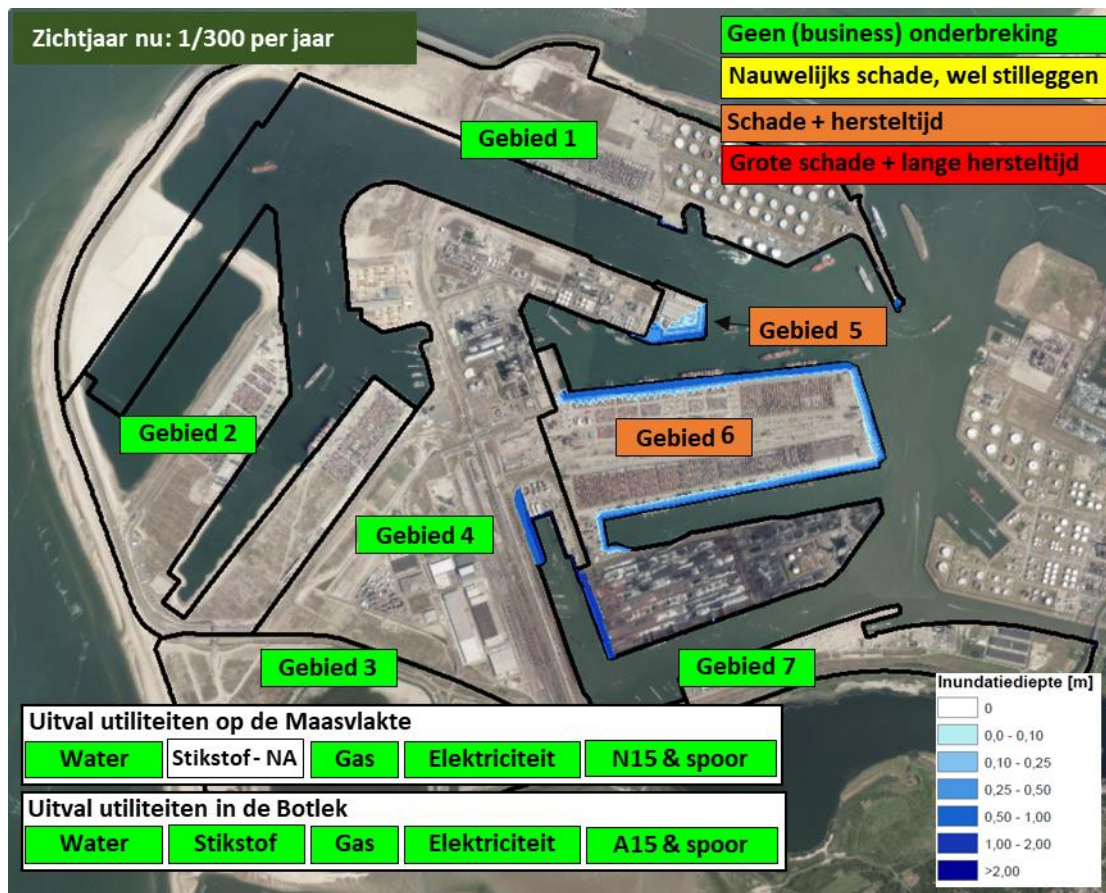 Zichtjaar nu: 1/300 per jaar
Geen (business) onderbreking
Nauwelijks schade, wel stilleggen
Schade + hersteltijd
Grote schade + lange hersteltijd
Gebied 1
Gebied 5
Gebied 2
Gebied 6
Gebied 4
Gebied 3
Gebied 7
Uitval utiliteiten op de Maasvlakte
Water Stikstof - NA Gas Elektriciteit N15 & spoor
Uitval utiliteiten in de Botlek
Water Stikstof Gas Elektriciteit A15 & spoor
Inundatiediepte [m]
0
0,0 - 0,10
0,10 - 0,25
0,25 - 0,50
0,50 - 1,00
1,00 - 2,00
>2,00